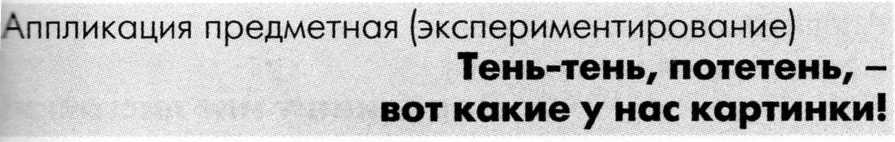 Аппликация предметная (экспериментирование)
Тень-тень, потетень, –
вот какие у нас картинки!